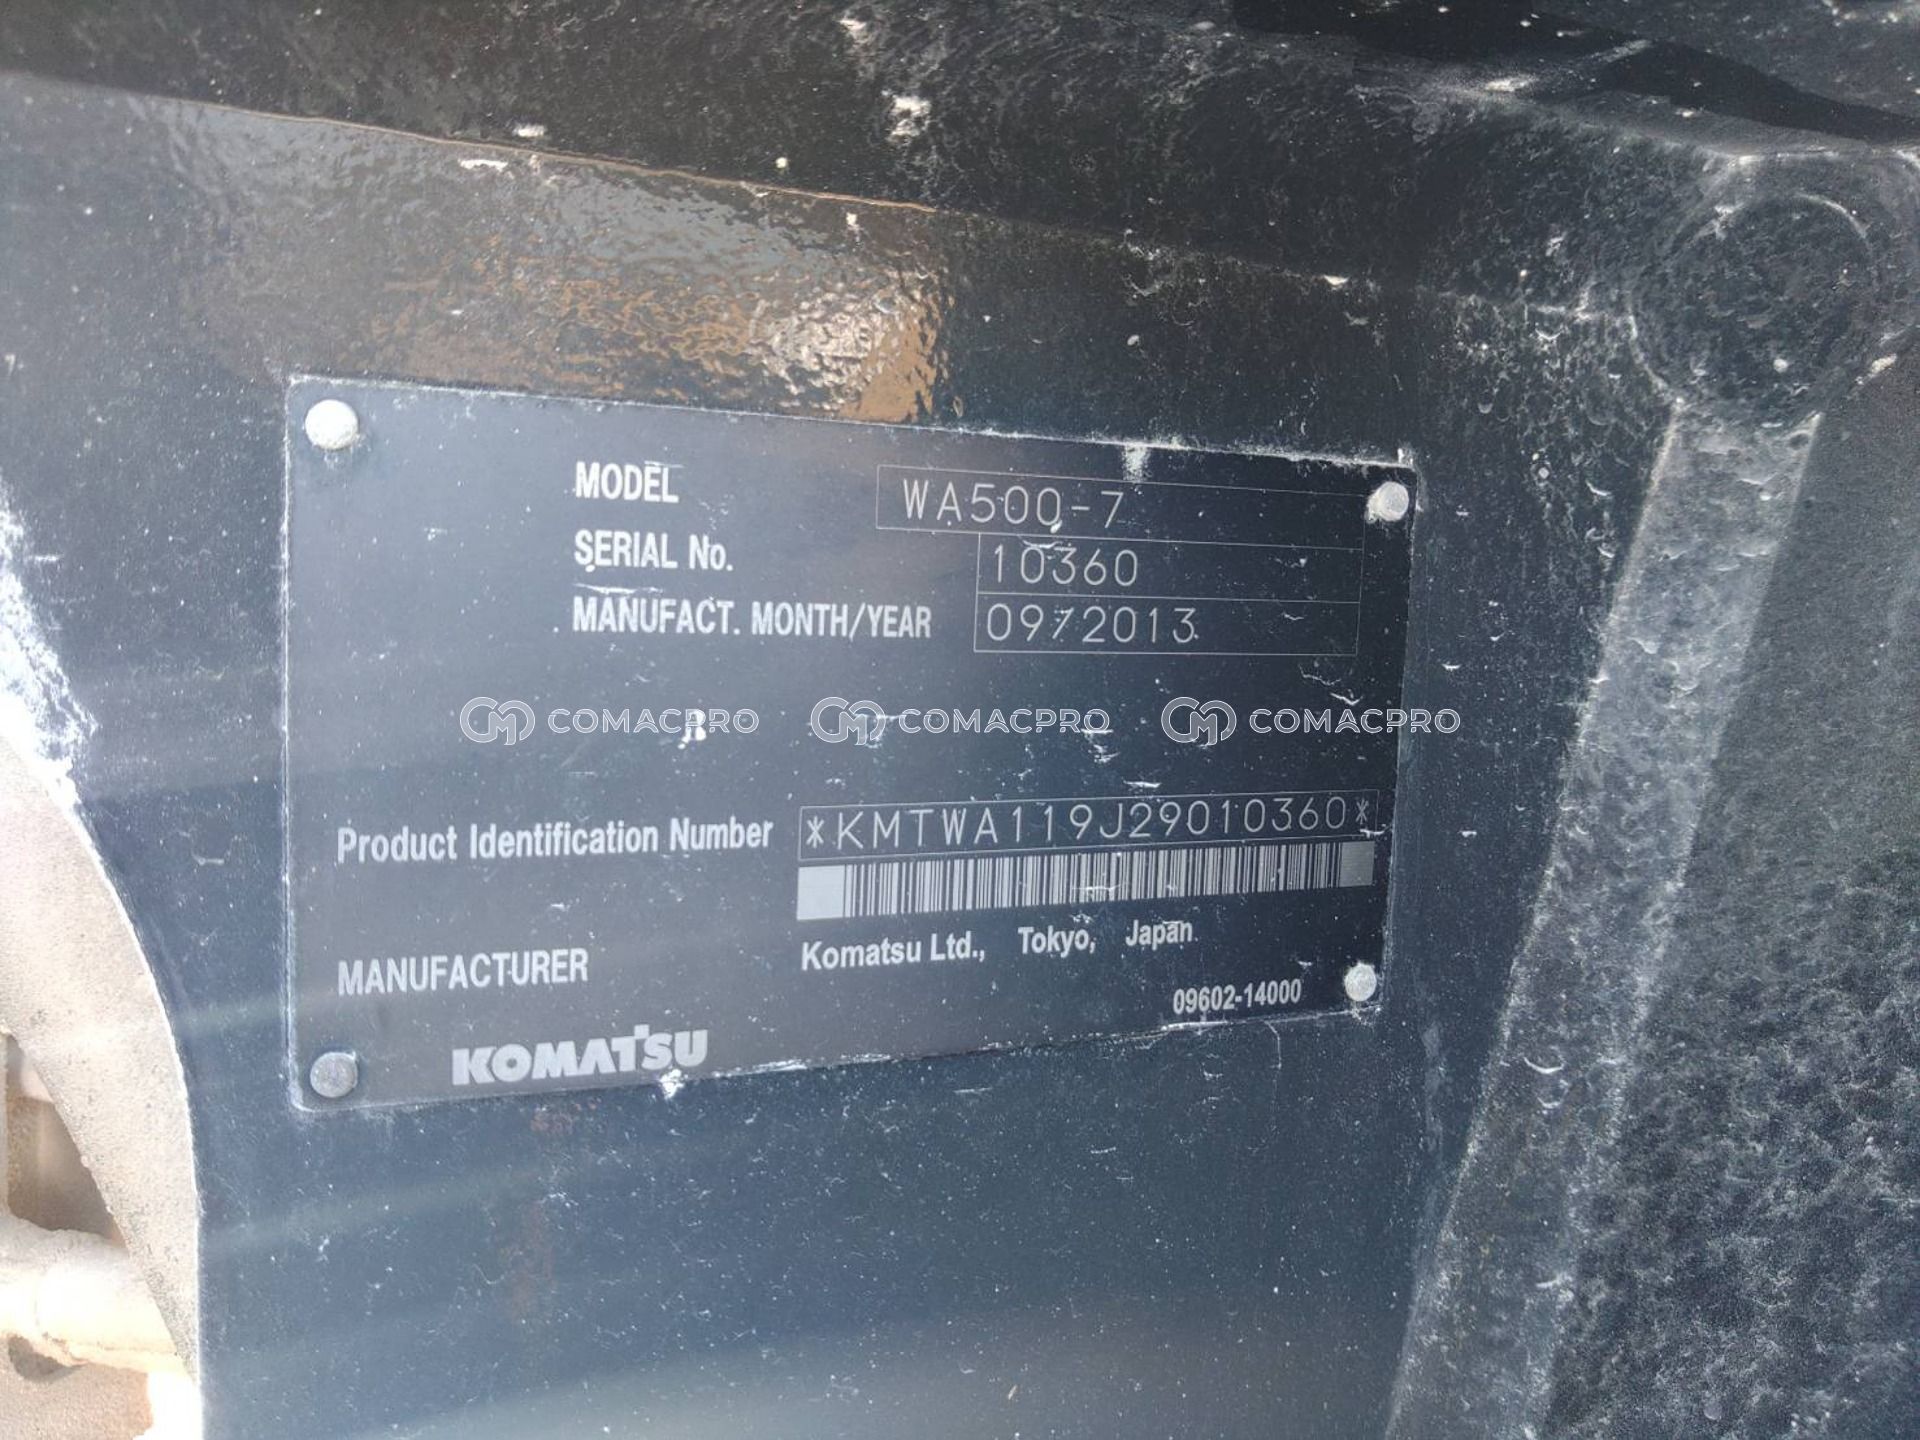 MODEL WA500-7
SERIAL No. 10360
MANUFACT. MONTH/YEAR 09/2013
COMACPRO COMACPRO COMACPRO
Product Identification Number *KMTWA119J29010360*
MANUFACTURER Komatsu Ltd., Tokyo, Japan
09602-14000
KOMATSU